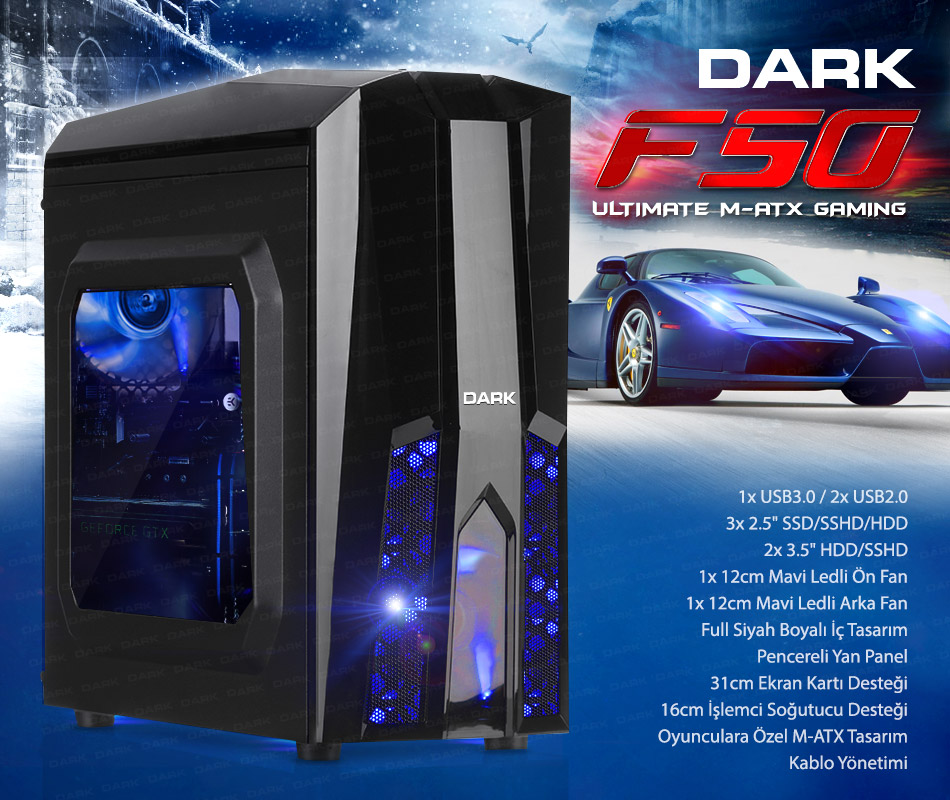 DARK
F50
ULTIMATE M-ATX GAMING
DARK
GEFORCE GTX
1x USB3.0 / 2x USB2.0
3x 2.5" SSD/SSHD/HDD
2x 3.5" HDD/SSHD
1x 12cm Mavi Ledli Ön Fan
1x 12cm Mavi Ledli Arka Fan
Full Siyah Boyalı İç Tasarım
Pencereli Yan Panel
31cm Ekran Kartı Desteği
16cm İşlemci Soğutucu Desteği
Oyunculara Özel M-ATX Tasarım
Kablo Yönetimi